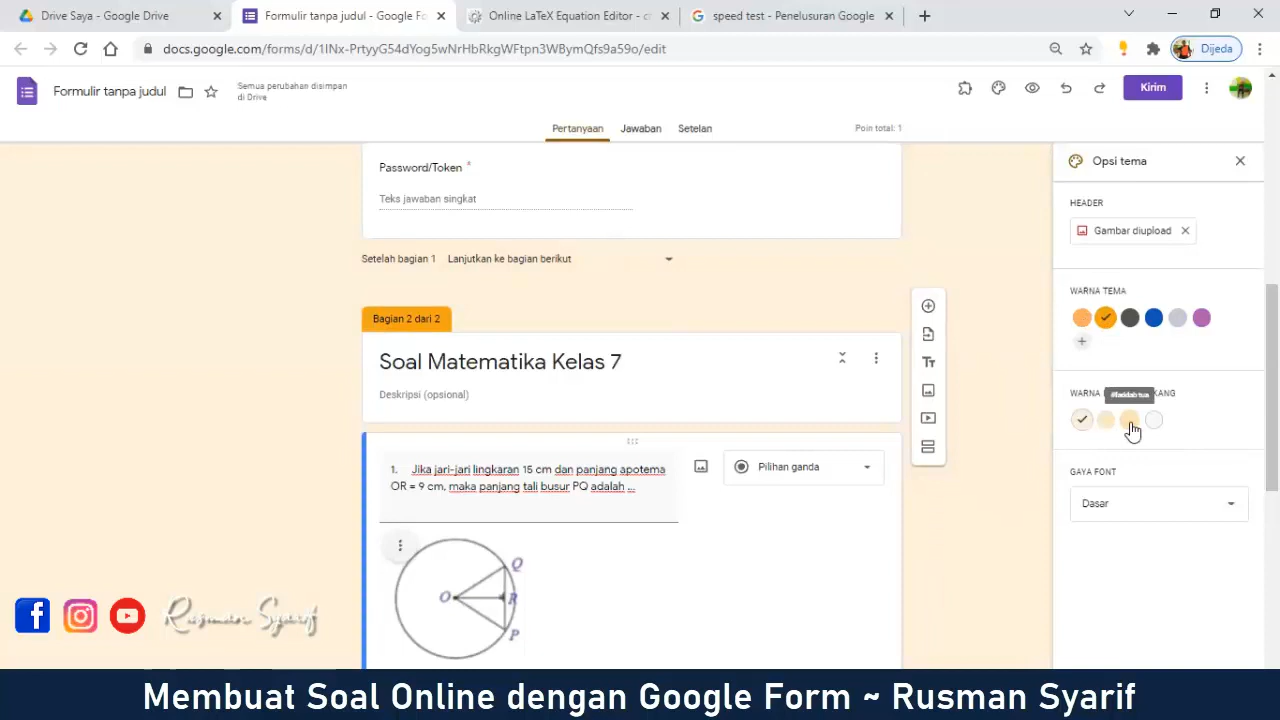 Drive Saya - Google Drive
Formulir tanpa judul - Google Fo
Online LaTeX Equation Editor - c
speed test - Penelusuran Google
docs.google.com/forms/d/1INx-PrtyyG54dYog5wNrHbRkgWFtpn3WBymQfs9a59o/edit
Dijeda
Formulir tanpa judul
Semua perubahan disimpan
di Drive
Kirim
Pertanyaan
Jawaban
Setelan
Poin total: 1
Password/Token *
Teks jawaban singkat
Setelah bagian 1
Lanjutkan ke bagian berikut
Bagian 2 dari 2
Soal Matematika Kelas 7
Deskripsi (opsional)
1. Jika jari-jari lingkaran 15 cm dan panjang apotema
OR = 9 cm, maka panjang tali busur PQ adalah ...
Pilihan ganda
Q
O
R
P
Opsi tema
HEADER
Gambar diupload
WARNA TEMA
WARNA
KANG
GAYA FONT
Dasar
Rusman Syarif
Membuat Soal Online dengan Google Form ~ Rusman Syarif